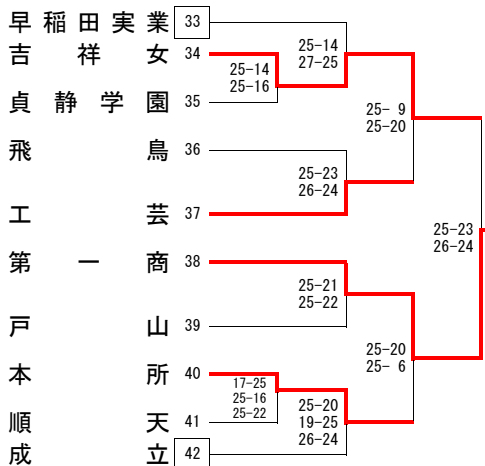 早稲田実業 33
吉祥女 34
貞静学園 35
飛鳥 36
工芸 37
第一商 38
戸山 39
本所 40
順天 41
成立 42
25-14
27-25
25-14
25-16
25- 9
25-20
25-23
26-24
25-23
26-24
25-21
25-22
25-20
25- 6
17-25
25-16
25-22
25-20
19-25
26-24